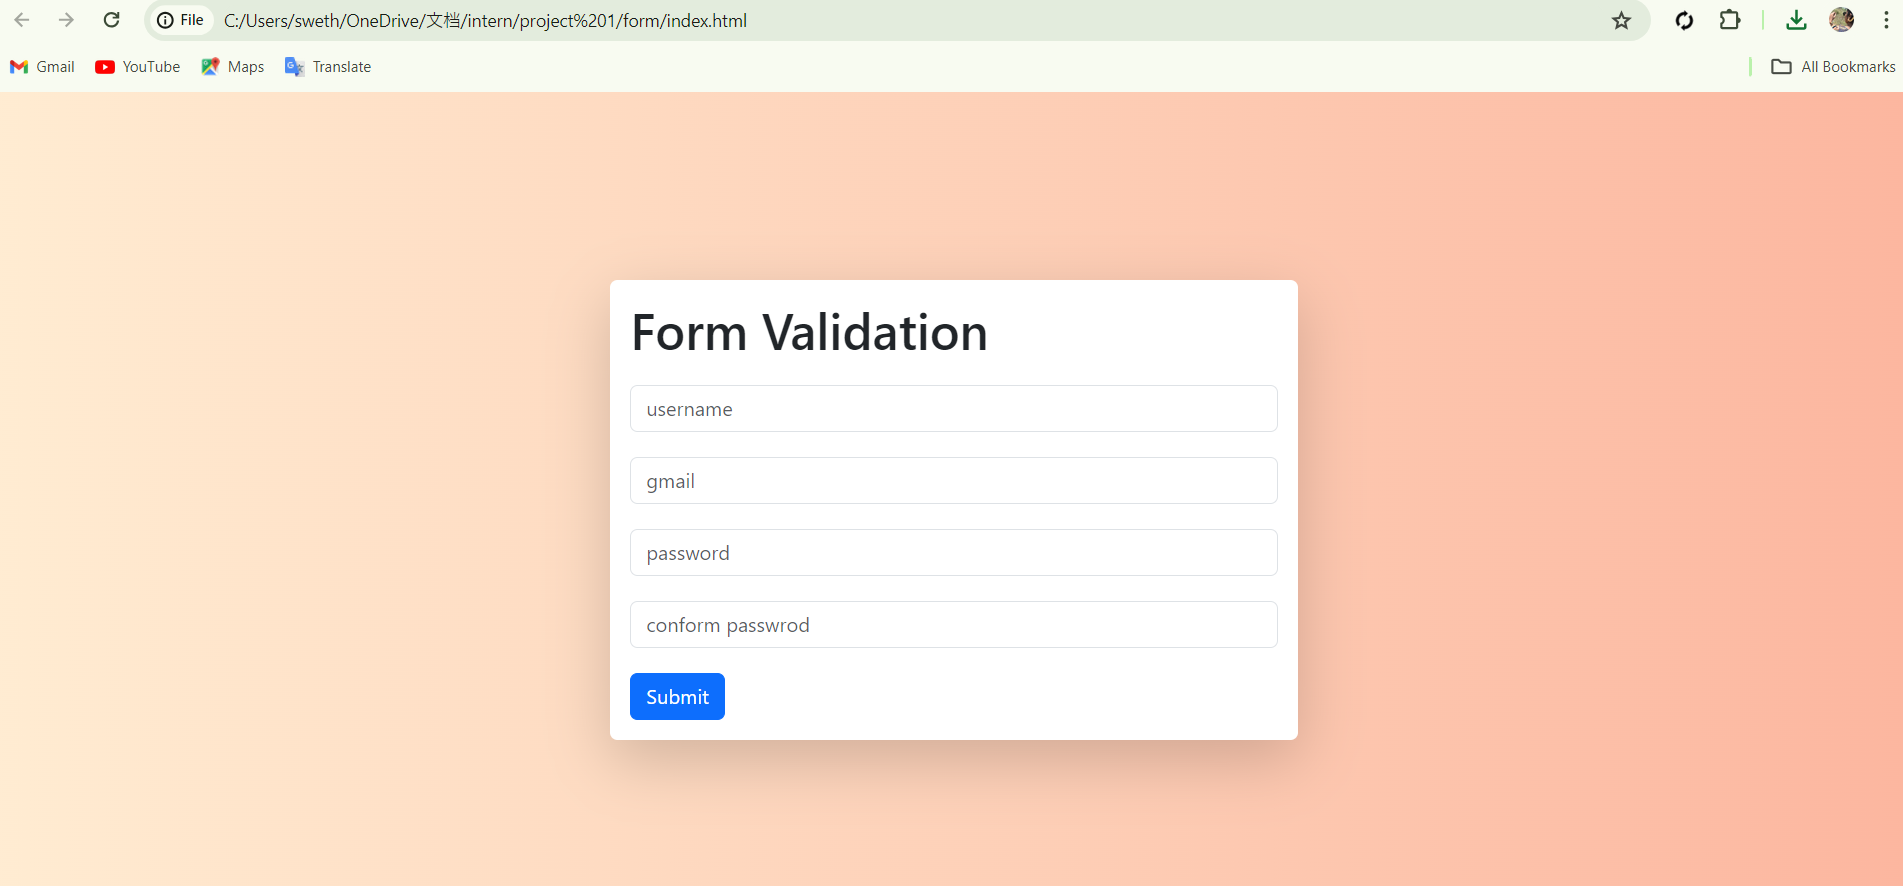 File C:/Users/sweth/OneDrive/文档/intern/project%201/form/index.html
Gmail YouTube Maps Translate All Bookmarks
Form Validation
username
gmail
password
conform passwrod
Submit